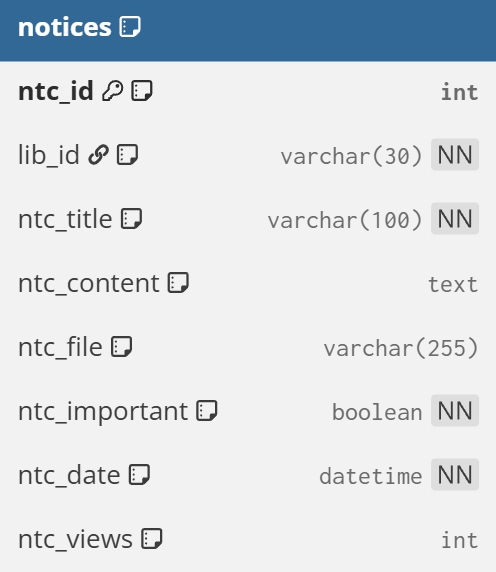 notices
ntc_id int
lib_id varchar(30) NN
ntc_title varchar(100) NN
ntc_content text
ntc_file varchar(255)
ntc_important boolean NN
ntc_date datetime NN
ntc_views int